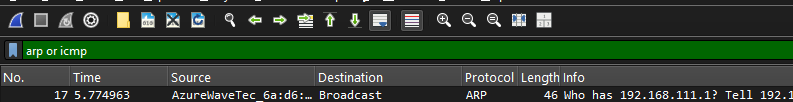 arp or icmp
No. Time Source Destination Protocol Length Info
17 5.774963 AzureWaveTec_6a:d6:… Broadcast ARP 46 Who has 192.168.111.1? Tell 192.1